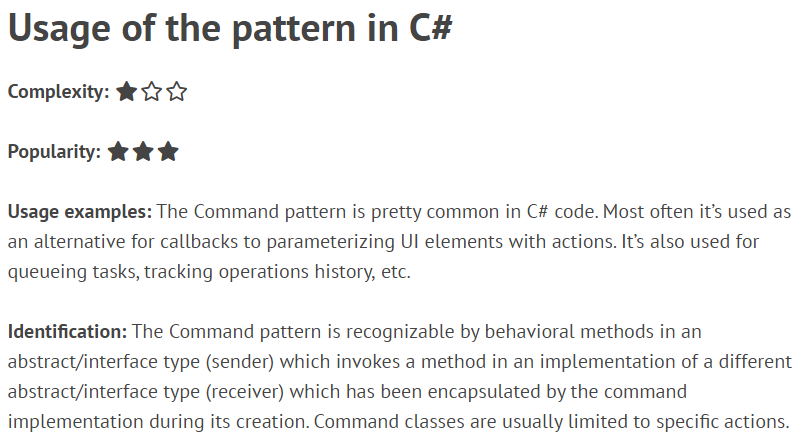 Usage of the pattern in C#
Complexity: ★☆☆
Popularity: ★★★
Usage examples: The Command pattern is pretty common in C# code. Most often it’s used as
an alternative for callbacks to parameterizing UI elements with actions. It’s also used for
queueing tasks, tracking operations history, etc.
Identification: The Command pattern is recognizable by behavioral methods in an
abstract/interface type (sender) which invokes a method in an implementation of a different
abstract/interface type (receiver) which has been encapsulated by the command
implementation during its creation. Command classes are usually limited to specific actions.